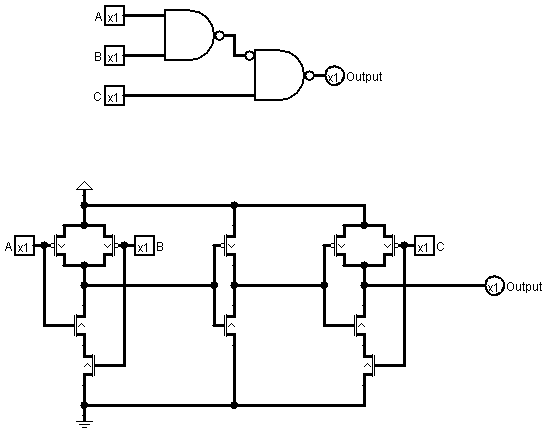 A x1
B x1
C x1
x1 Output
A x1
x1 B
x1 C
x1 Output